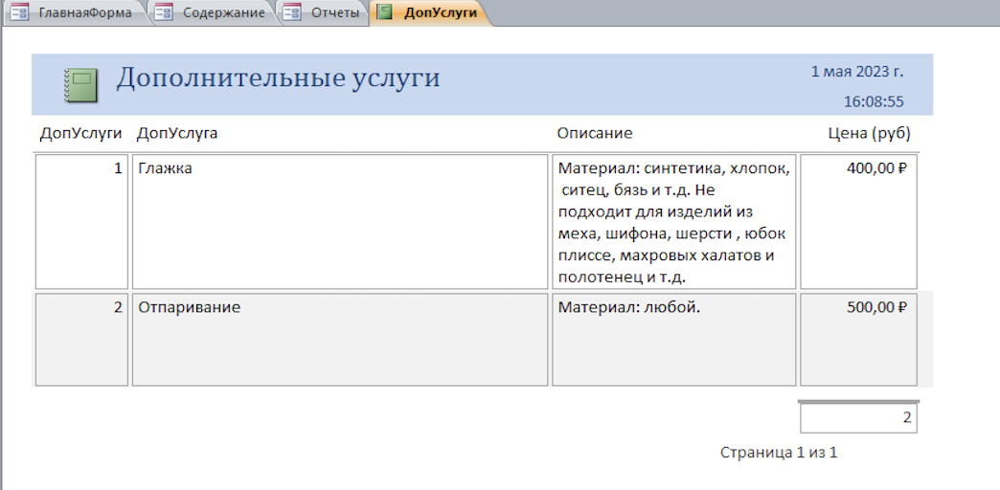 ГлавнаяФорма Содержание Отчеты ДопУслуги
Дополнительные услуги
1 мая 2023 г.
16:08:55
ДопУслуги ДопУслуга Описание Цена (руб)
1 Глажка Материал: синтетика, хлопок, 400,00 ₽
ситец, бязь и т.д. Не
подходит для изделий из
меха, шифона, шерсти , юбок
плиссе, махровых халатов и
полотенец и т.д.
2 Отпаривание Материал: любой. 500,00 ₽
2
Страница 1 из 1